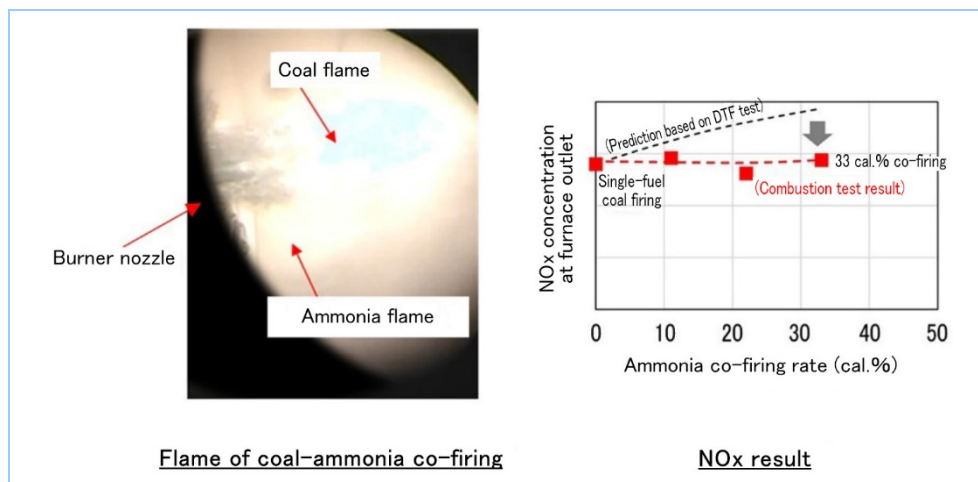 Coal flame
Burner nozzle
Ammonia flame
Flame of coal-ammonia co-firing
NOx concentration
at furnace outlet
(Prediction based on DTF test)
33 cal.% co-firing
Single-fuel
coal firing
(Combustion test result)
0 10 20 30 40 50
Ammonia co-firing rate (cal.%)
NOx result